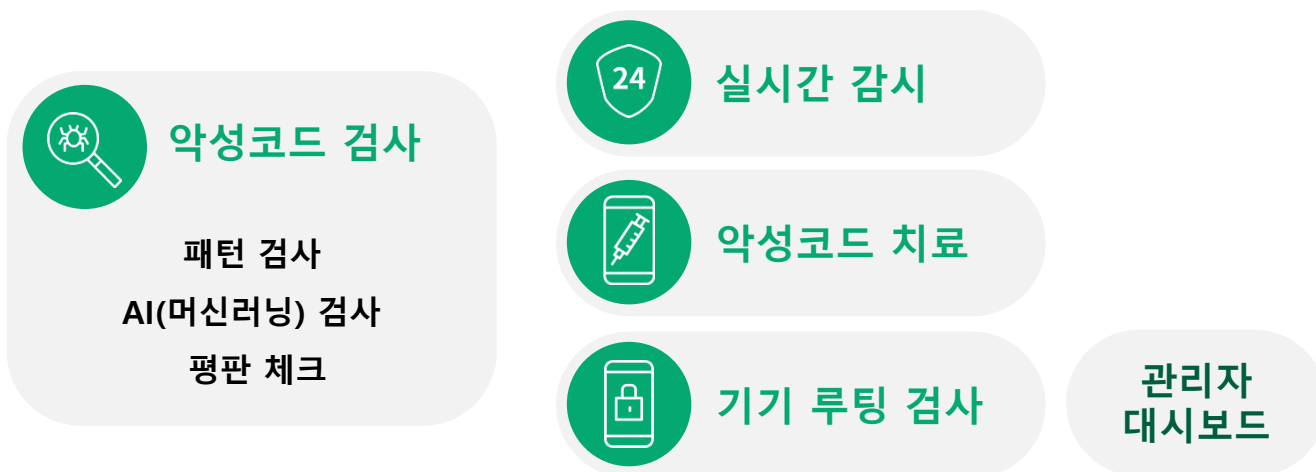 악성코드 검사
패턴 검사
AI(머신러닝) 검사
평판 체크
24
실시간 감시
악성코드 치료
기기 루팅 검사
관리자
대시보드